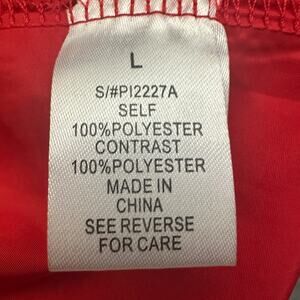 L
S/#PI2227A
SELF
100%POLYESTER
CONTRAST
100%POLYESTER
MADE IN
CHINA
SEE REVERSE
FOR CARE